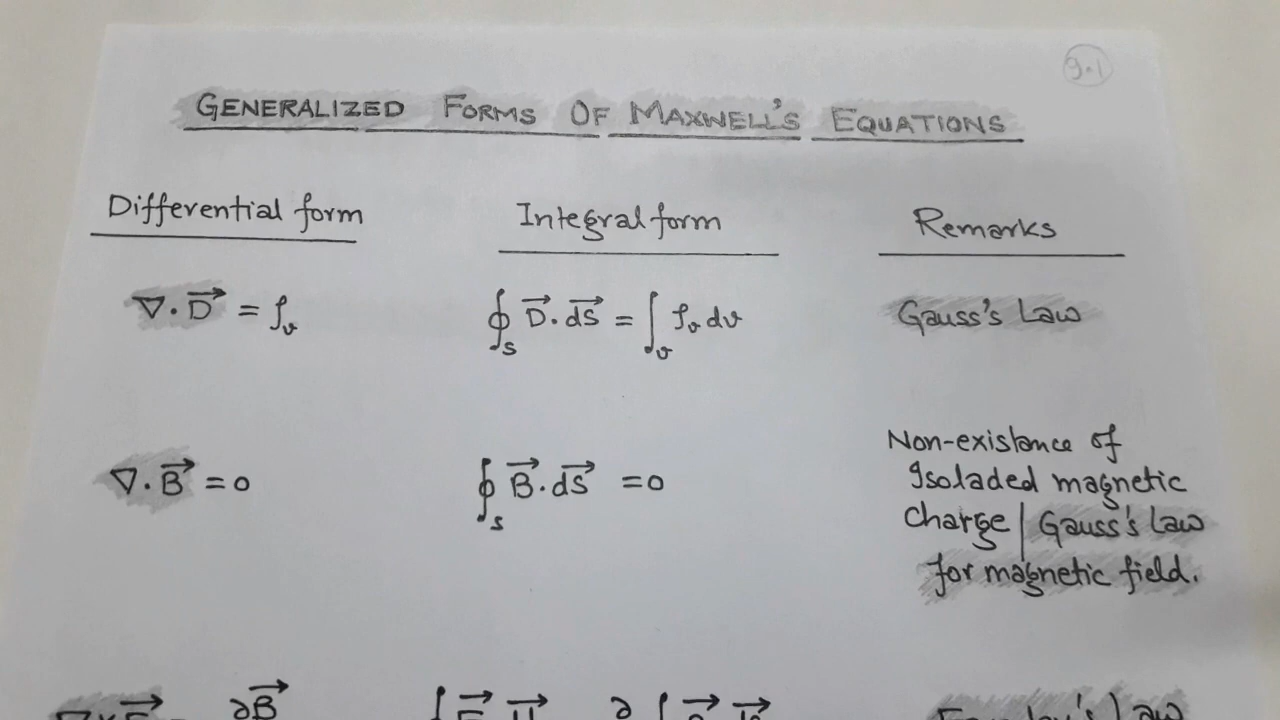 9.1
GENERALIZED FORMS OF MAXWELL'S EQUATIONS
Differential form Integral form Remarks
∇·D⃗ = ρᵥ ∮ₛ D⃗·dS⃗ = ∫ᵥ ρᵥ dv Gauss's Law
∇·B⃗ = 0 ∮ₛ B⃗·dS⃗ = 0 Non-existance of
Isoladed magnetic
charge | Gauss's Law
for magnetic field.
∂B⃗ ∂